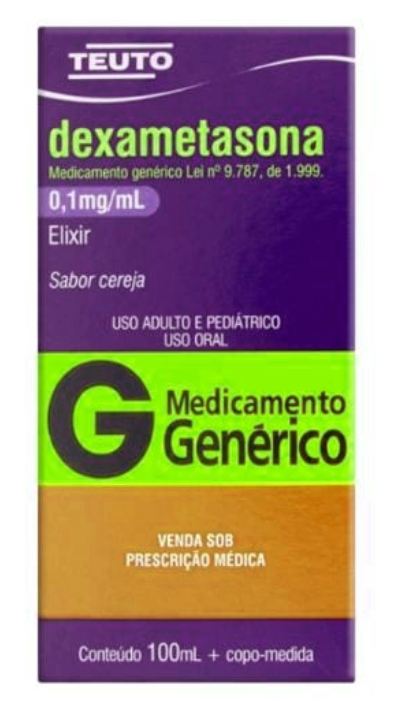 TEUTO
dexametasona
Medicamento genérico Lei nº 9.787, de 1.999.
0,1mg/mL
Elixir
Sabor cereja
USO ADULTO E PEDIÁTRICO
USO ORAL
G Medicamento
Genérico
VENDA SOB
PRESCRIÇÃO MÉDICA
Conteúdo 100mL + copo-medida